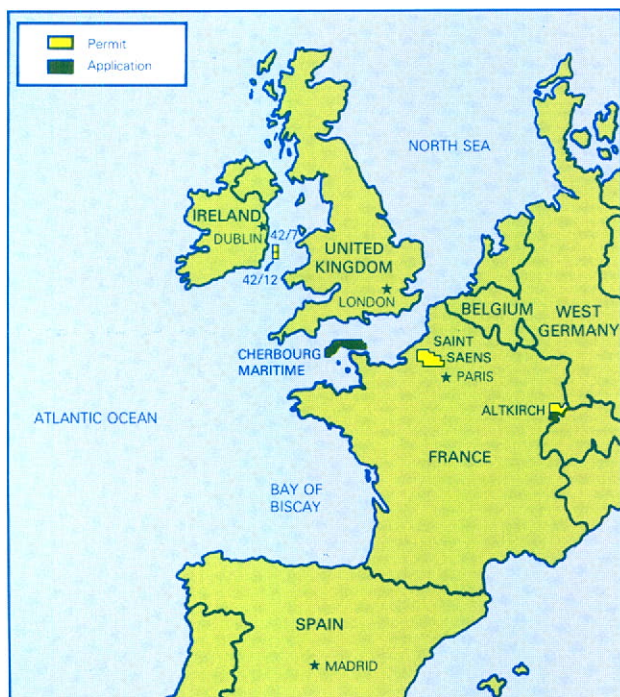 Permit
Application
NORTH SEA
IRELAND
DUBLIN
42/7
42/12
UNITED
KINGDOM
LONDON
BELGIUM
WEST
GERMANY
CHERBOURG
MARITIME
SAINT
SAENS
PARIS
ALTKIRCH
ATLANTIC OCEAN
FRANCE
BAY OF
BISCAY
SPAIN
MADRID